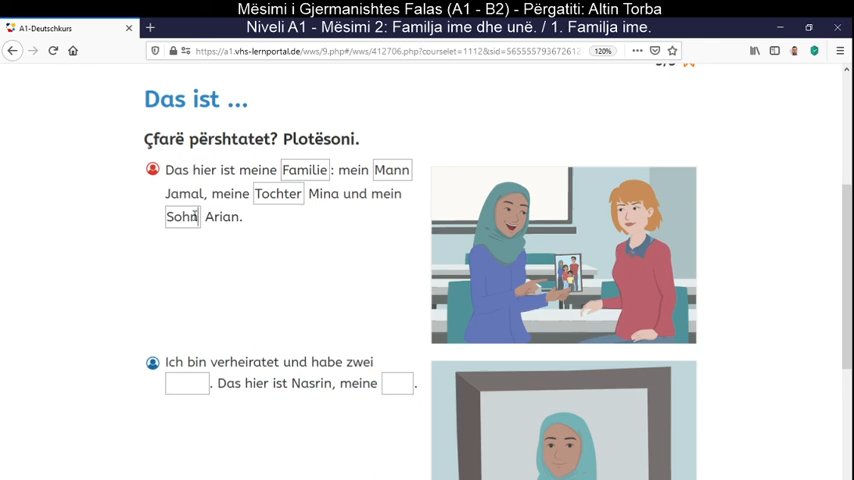 Mësimi i Gjermanishtes Falas (A1 - B2) - Përgatiti: Altin Torba
Niveli A1 - Mësimi 2: Familja ime dhe unë. / 1. Familja ime.
A1-Deutschkurs
https://a1.vhs-lernportal.de/wws/9.php#/wws/412706.php?courselet=1112&sid=565555793672612
120%
Das ist ...
Çfarë përshtatet? Plotësoni.
Das hier ist meine Familie : mein Mann
Jamal, meine Tochter Mina und mein
Sohn Arian.
Ich bin verheiratet und habe zwei
. Das hier ist Nasrin, meine .